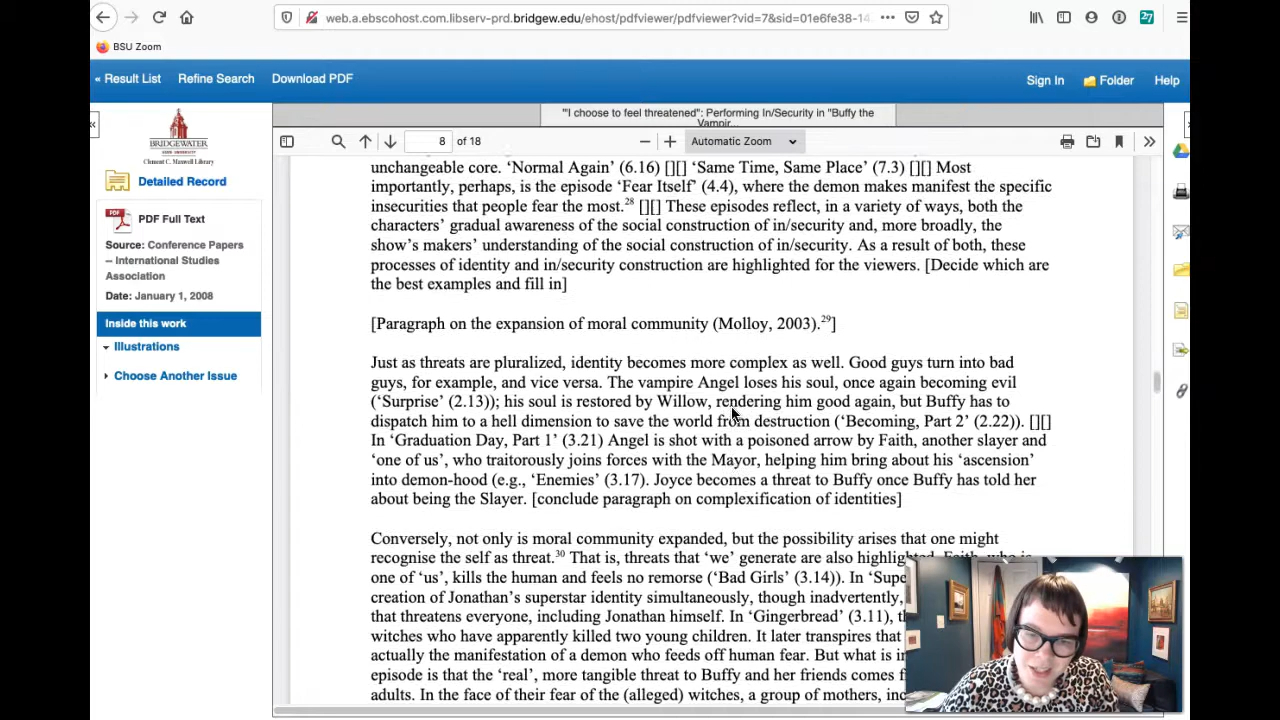 web.a.ebscohost.com.libserv-prd.bridgew.edu/ehost/pdfviewer/pdfviewer?vid=7&sid=01e6fe38-14
27
BSU Zoom
« Result List Refine Search Download PDF
Sign In Folder Help
"I choose to feel threatened": Performing In/Security in "Buffy the
Vampir...
8 of 18
Automatic Zoom
BRIDGEWATER
Clement C. Maxwell Library
Detailed Record
PDF Full Text
Source: Conference Papers
-- International Studies
Association
Date: January 1, 2008
Inside this work
Illustrations
Choose Another Issue
unchangeable core. ‘Normal Again’ (6.16) [][] ‘Same Time, Same Place’ (7.3) [][] Most
importantly, perhaps, is the episode ‘Fear Itself’ (4.4), where the demon makes manifest the specific
insecurities that people fear the most.28 [][] These episodes reflect, in a variety of ways, both the
characters’ gradual awareness of the social construction of in/security and, more broadly, the
show’s makers’ understanding of the social construction of in/security. As a result of both, these
processes of identity and in/security construction are highlighted for the viewers. [Decide which are
the best examples and fill in]
[Paragraph on the expansion of moral community (Molloy, 2003).29]
Just as threats are pluralized, identity becomes more complex as well. Good guys turn into bad
guys, for example, and vice versa. The vampire Angel loses his soul, once again becoming evil
(‘Surprise’ (2.13)); his soul is restored by Willow, rendering him good again, but Buffy has to
dispatch him to a hell dimension to save the world from destruction (‘Becoming, Part 2’ (2.22)). [][]
In ‘Graduation Day, Part 1’ (3.21) Angel is shot with a poisoned arrow by Faith, another slayer and
‘one of us’, who traitorously joins forces with the Mayor, helping him bring about his ‘ascension’
into demon-hood (e.g., ‘Enemies’ (3.17). Joyce becomes a threat to Buffy once Buffy has told her
about being the Slayer. [conclude paragraph on complexification of identities]
Conversely, not only is moral community expanded, but the possibility arises that one might
recognise the self as threat.30 That is, threats that ‘we’ generate are also highlighted. Faith, who is
one of ‘us’, kills the human and feels no remorse (‘Bad Girls’ (3.14)). In ‘Supe
creation of Jonathan’s superstar identity simultaneously, though inadvertently,
that threatens everyone, including Jonathan himself. In ‘Gingerbread’ (3.11), th
witches who have apparently killed two young children. It later transpires that
actually the manifestation of a demon who feeds off human fear. But what is in
episode is that the ‘real’, more tangible threat to Buffy and her friends comes f
adults. In the face of their fear of the (alleged) witches, a group of mothers, inc